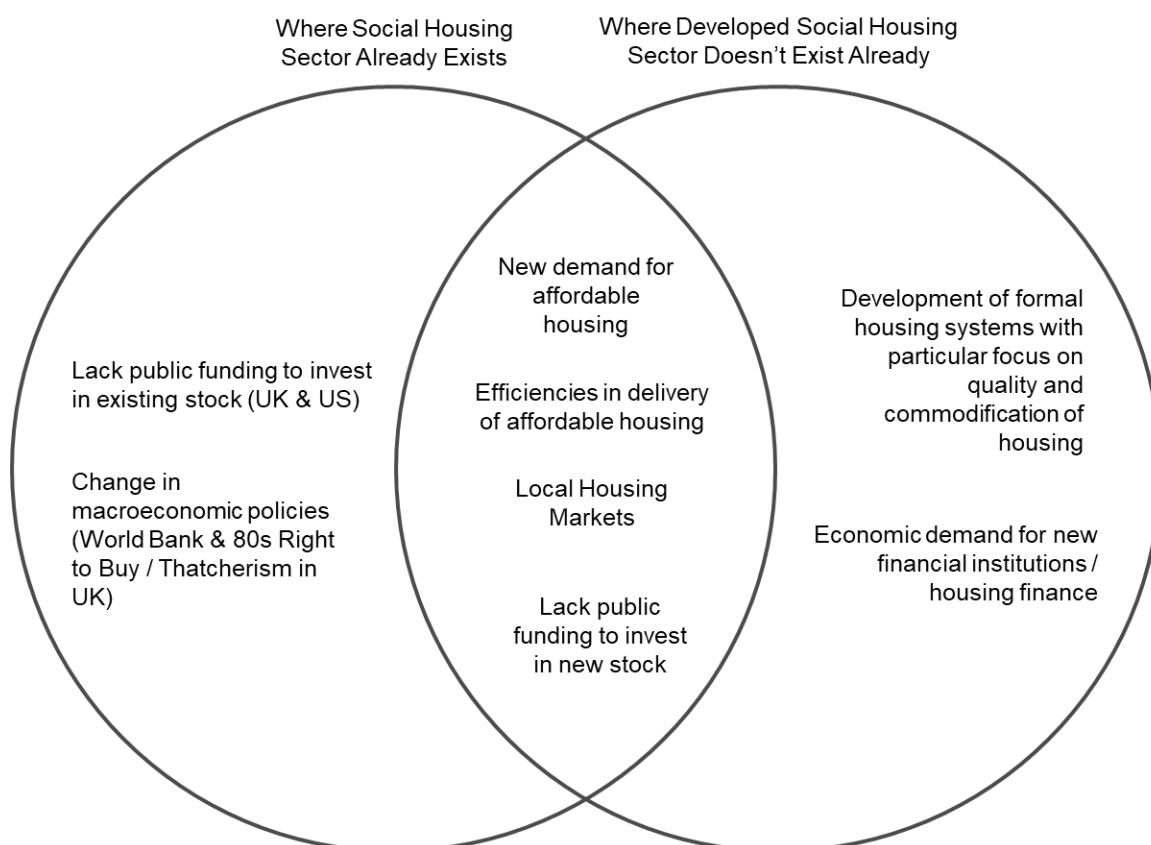 Where Social Housing
Sector Already Exists
Where Developed Social Housing
Sector Doesn't Exist Already
Lack public funding to invest
in existing stock (UK & US)
Change in
macroeconomic policies
(World Bank & 80s Right
to Buy / Thatcherism in
UK)
New demand for
affordable
housing
Efficiencies in delivery
of affordable housing
Local Housing
Markets
Lack public
funding to invest
in new stock
Development of formal
housing systems with
particular focus on
quality and
commodification of
housing
Economic demand for new
financial institutions /
housing finance